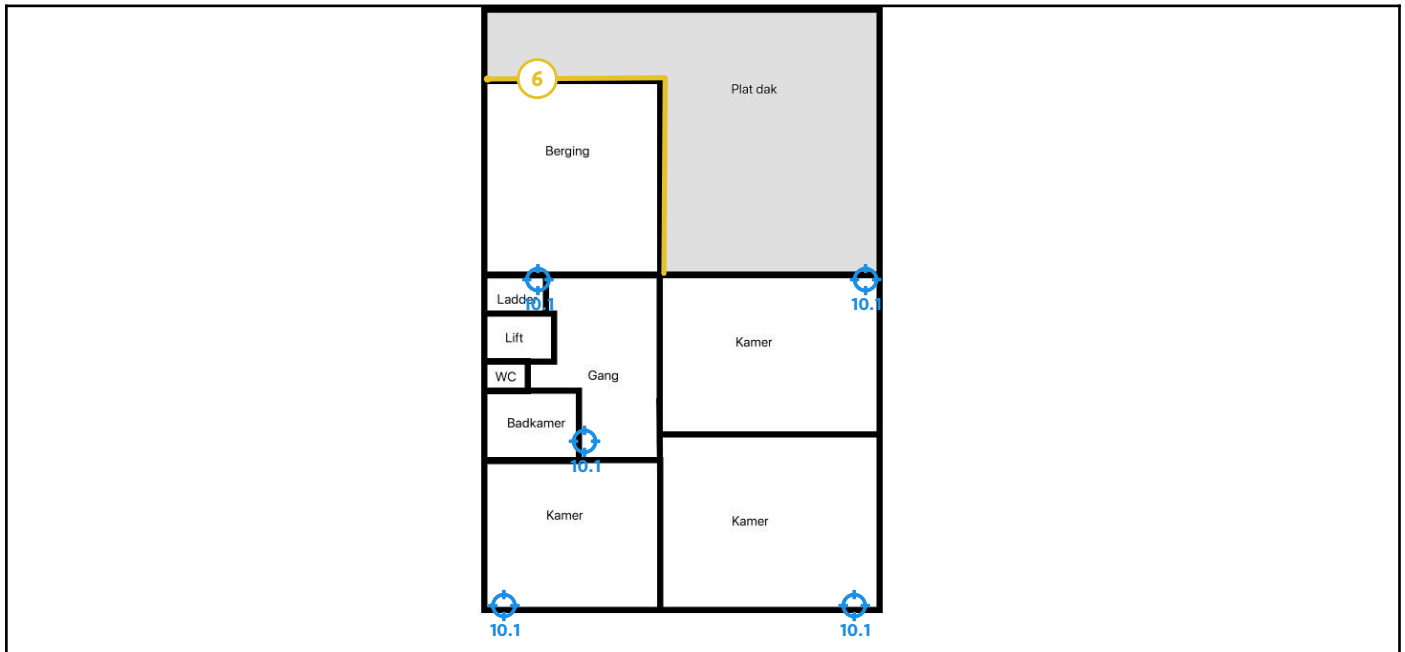 6
Plat dak
Berging
Ladder
10.1
10.1
Lift
Kamer
WC
Gang
Badkamer
10.1
Kamer
Kamer
10.1
10.1